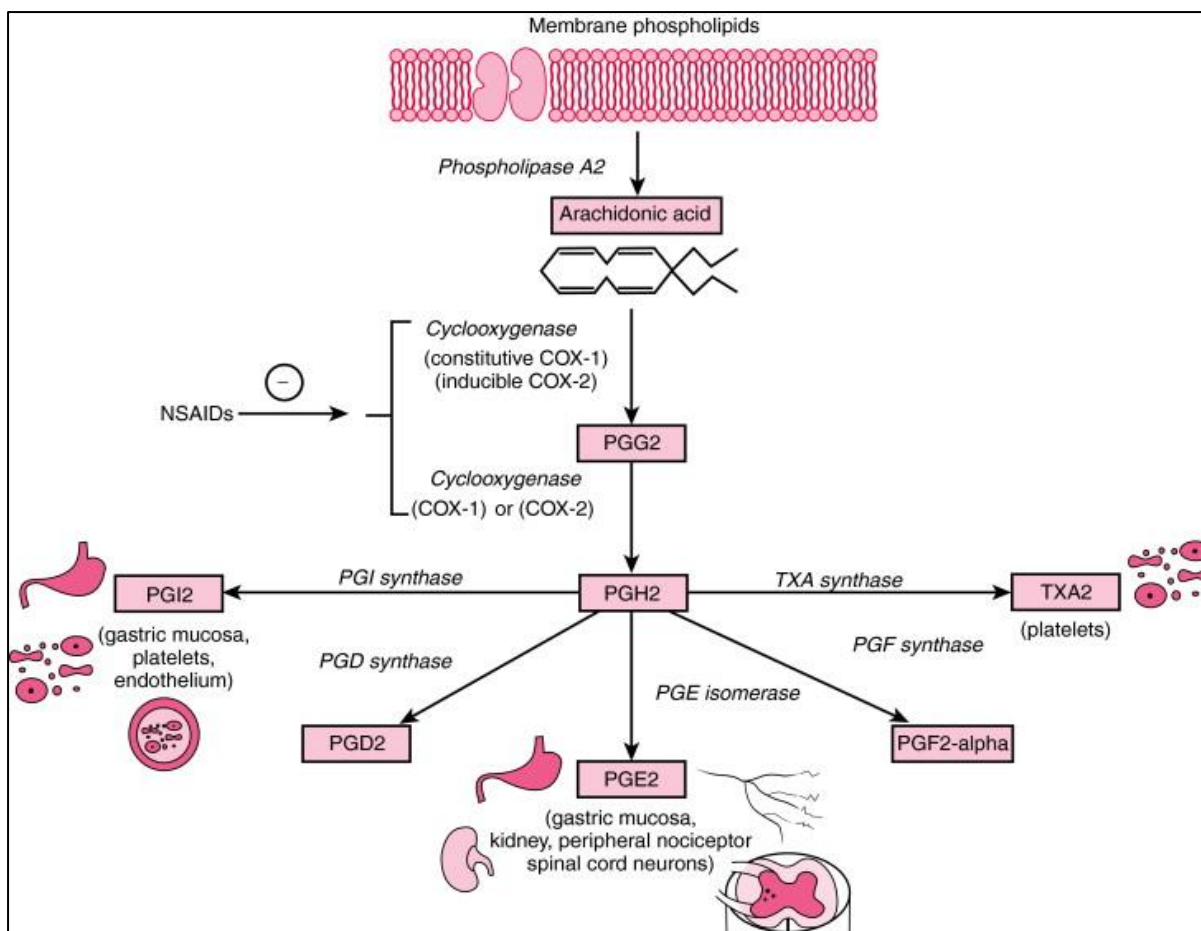 Membrane phospholipids
Phospholipase A2
Arachidonic acid
Cyclooxygenase
(constitutive COX-1)
(inducible COX-2)
−
NSAIDs
PGG2
Cyclooxygenase
(COX-1) or (COX-2)
PGI2
PGI synthase
PGH2
TXA synthase
TXA2
(gastric mucosa,
platelets,
endothelium)
(platelets)
PGD synthase
PGE isomerase
PGF synthase
PGD2
PGE2
PGF2-alpha
(gastric mucosa,
kidney, peripheral nociceptor
spinal cord neurons)